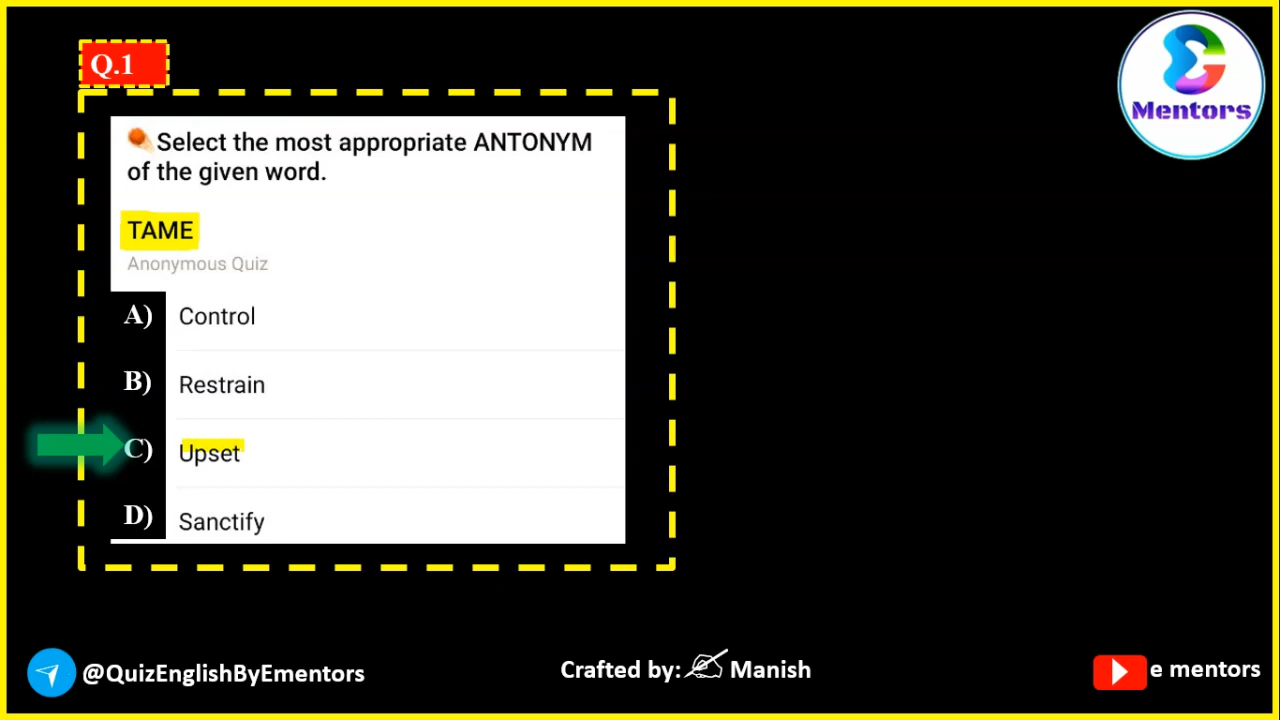 Q.1
Mentors
Select the most appropriate ANTONYM
of the given word.
TAME
Anonymous Quiz
A) Control
B) Restrain
C) Upset
D) Sanctify
@QuizEnglishByEmentors
Crafted by: Manish
e mentors